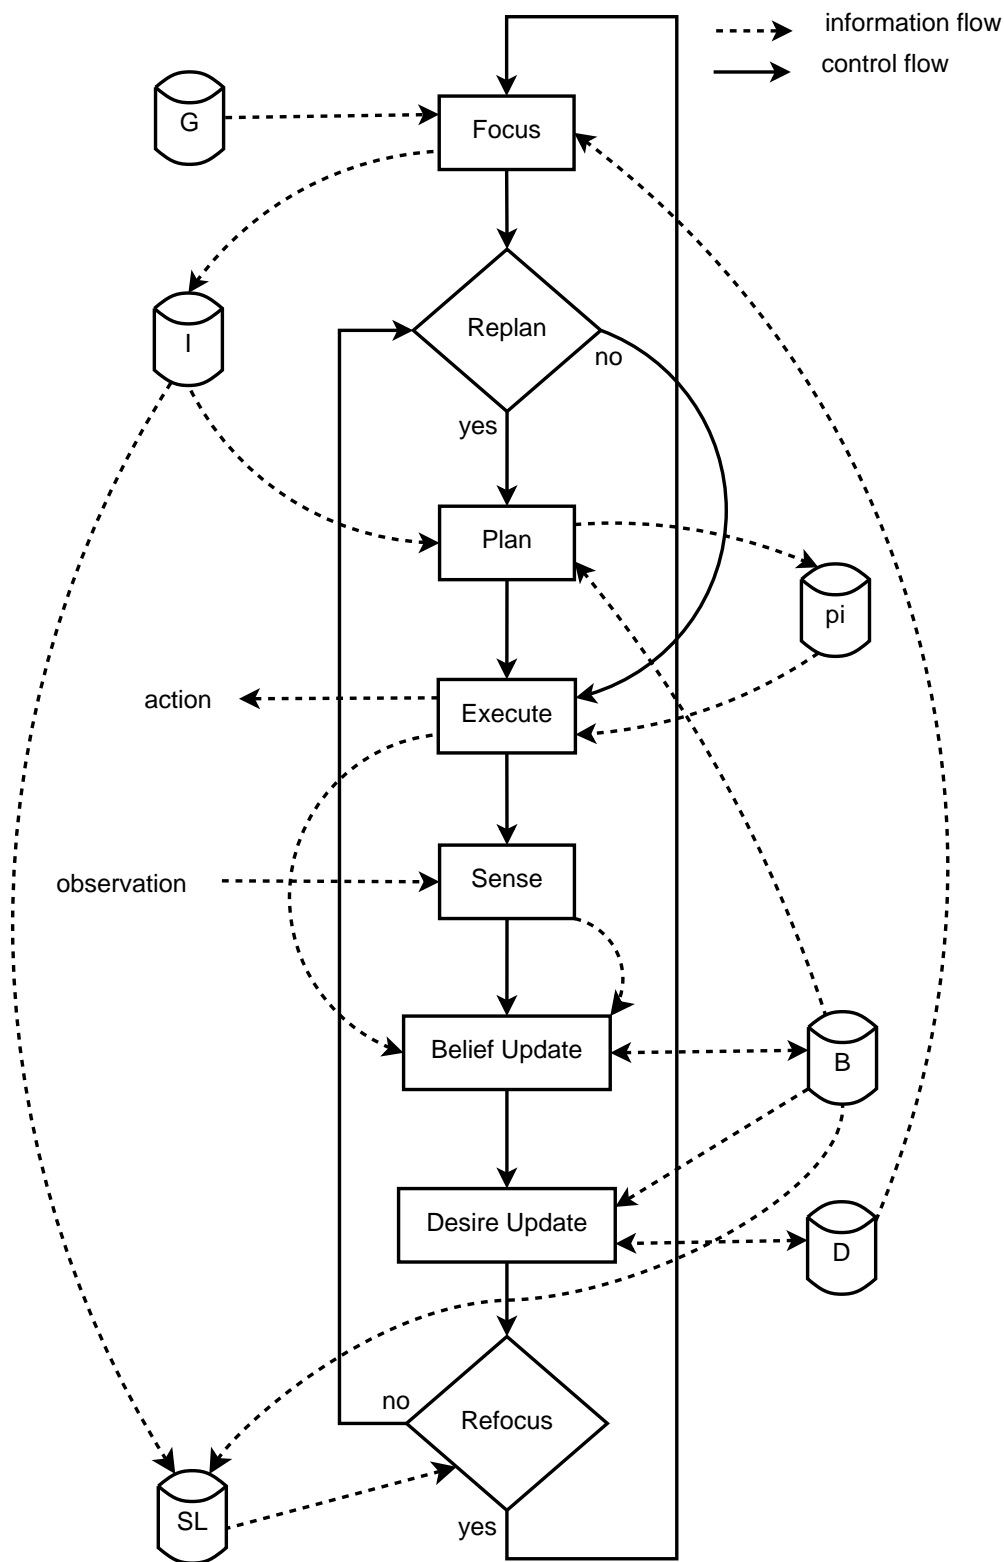 information flow
control flow
G
Focus
I
Replan
no
yes
Plan
pi
action
Execute
observation
Sense
Belief Update
B
Desire Update
D
no
Refocus
SL
yes